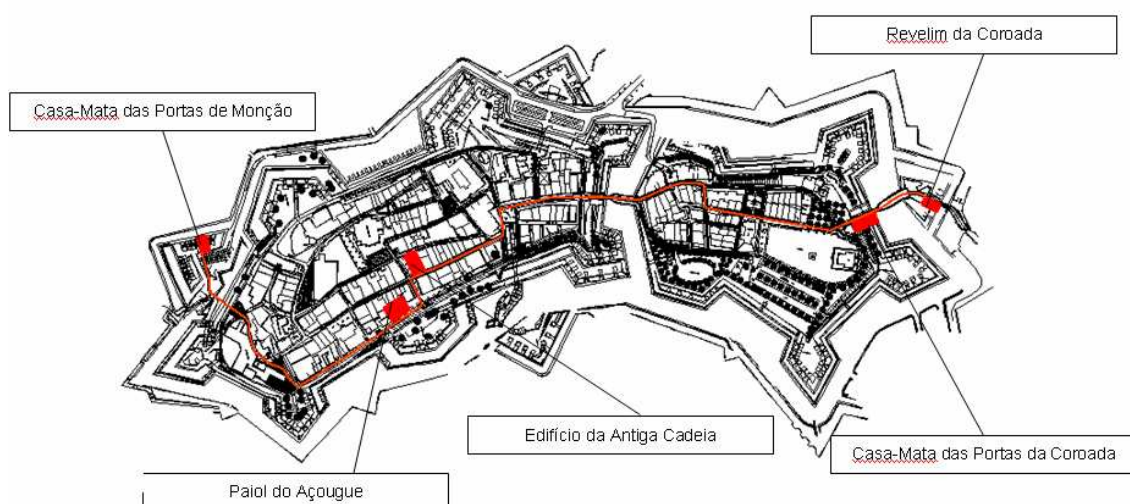 Revelim da Coroada
Casa-Mata das Portas de Monção
Edifício da Antiga Cadeia
Casa-Mata das Portas da Coroada
Paiol do Açougue